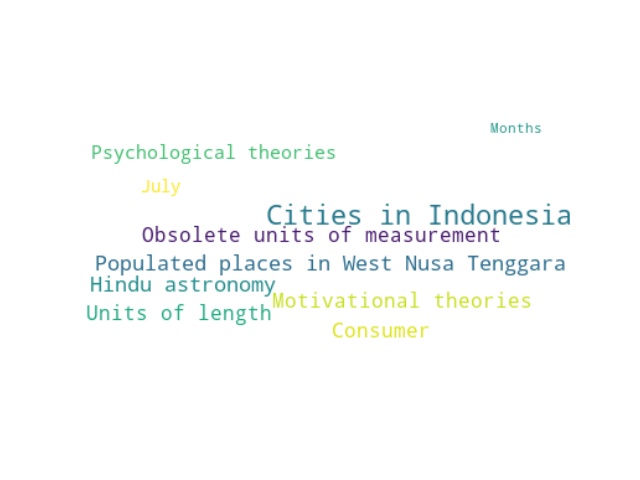 Months
Psychological theories
July
Cities in Indonesia
Obsolete units of measurement
Populated places in West Nusa Tenggara
Hindu astronomy
Motivational theories
Units of length
Consumer